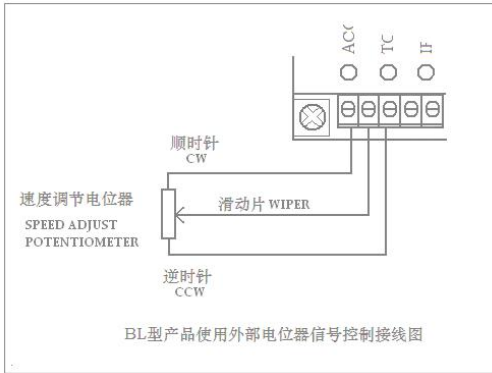 ACC
TO
IF
顺时针
CW
速度调节电位器
滑动片 WIPER
SPEED ADJUST
POTENTIOMETER
逆时针
CCW
BL型产品使用外部电位器信号控制接线图